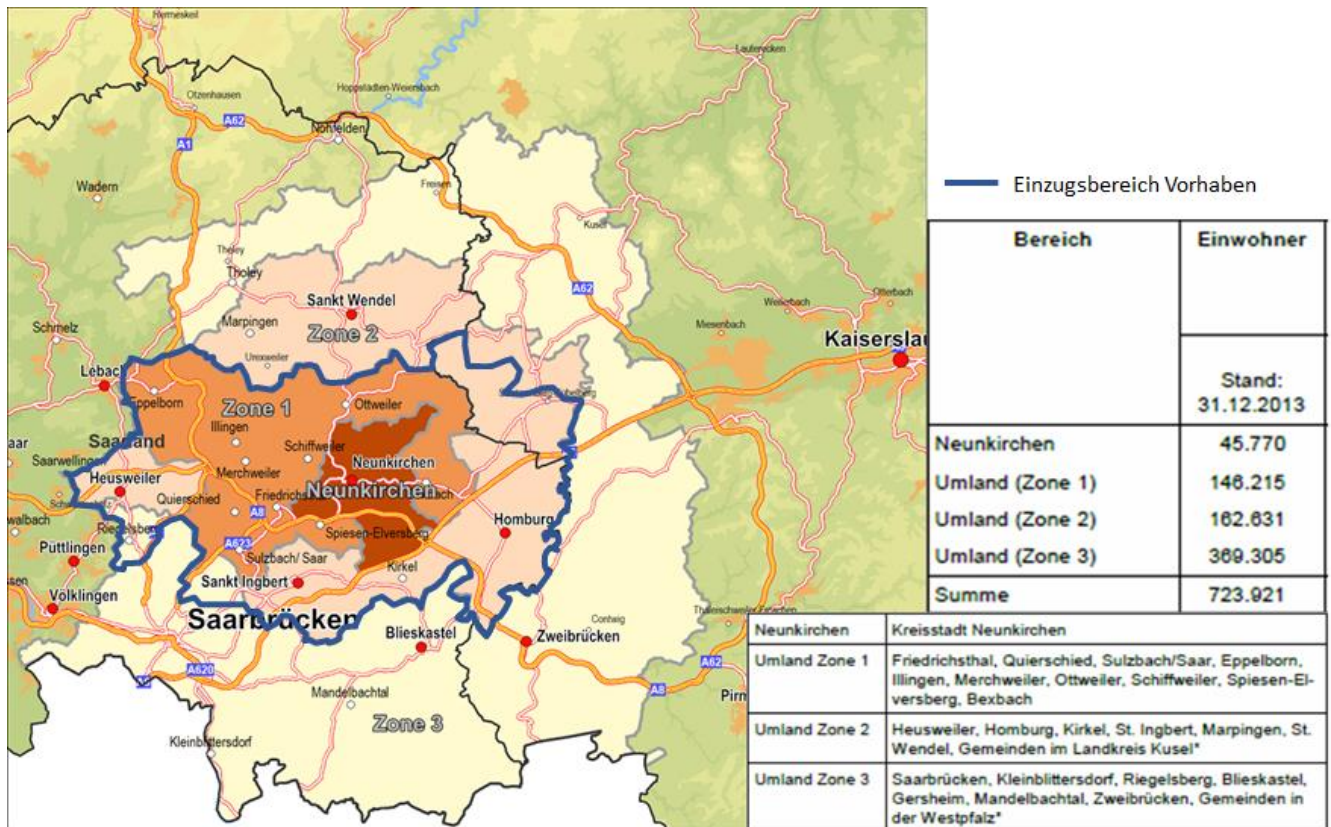 Hermeskeil
Lauterecken
Hoppstädten-Weiersbach
Otzenhausen
A62
Nohfelden
A1
Wadern
Freisen
Kusel
Theley
Tholey
A62
Otterbach
Weilerbach
Sankt Wendel
Schmelz
Marpingen
Miesenbach
Zone 2
Kaiserslau
Urexweiler
Lebach
Eppelborn
Zone 1
Ottweiler
Illingen
Saarland
Schiffweiler
Saarwellingen
Merchweiler
Neunkirchen
Heusweiler
Neunkirchen
Quierschied
Friedrichsthal
A8
Homburg
Riegelsberg
Spiesen-Elversberg
A623
Püttlingen
Sulzbach/ Saar
Kirkel
Sankt Ingbert
Völklingen
Saarbrücken
Contwig
Blieskastel
Zweibrücken
A620
A62
A8
Mandelbachtal
Pirm
Zone 3
Kleinblittersdorf
Einzugsbereich Vorhaben
Bereich Einwohner
Stand:
31.12.2013
Neunkirchen 45.770
Umland (Zone 1) 146.215
Umland (Zone 2) 162.631
Umland (Zone 3) 369.305
Summe 723.921
Neunkirchen Kreisstadt Neunkirchen
Umland Zone 1 Friedrichsthal, Quierschied, Sulzbach/Saar, Eppelborn,
Illingen, Merchweiler, Ottweiler, Schiffweiler, Spiesen-El-
versberg, Bexbach
Umland Zone 2 Heusweiler, Homburg, Kirkel, St. Ingbert, Marpingen, St.
Wendel, Gemeinden im Landkreis Kusel*
Umland Zone 3 Saarbrücken, Kleinblittersdorf, Riegelsberg, Blieskastel,
Gersheim, Mandelbachtal, Zweibrücken, Gemeinden in
der Westpfalz*